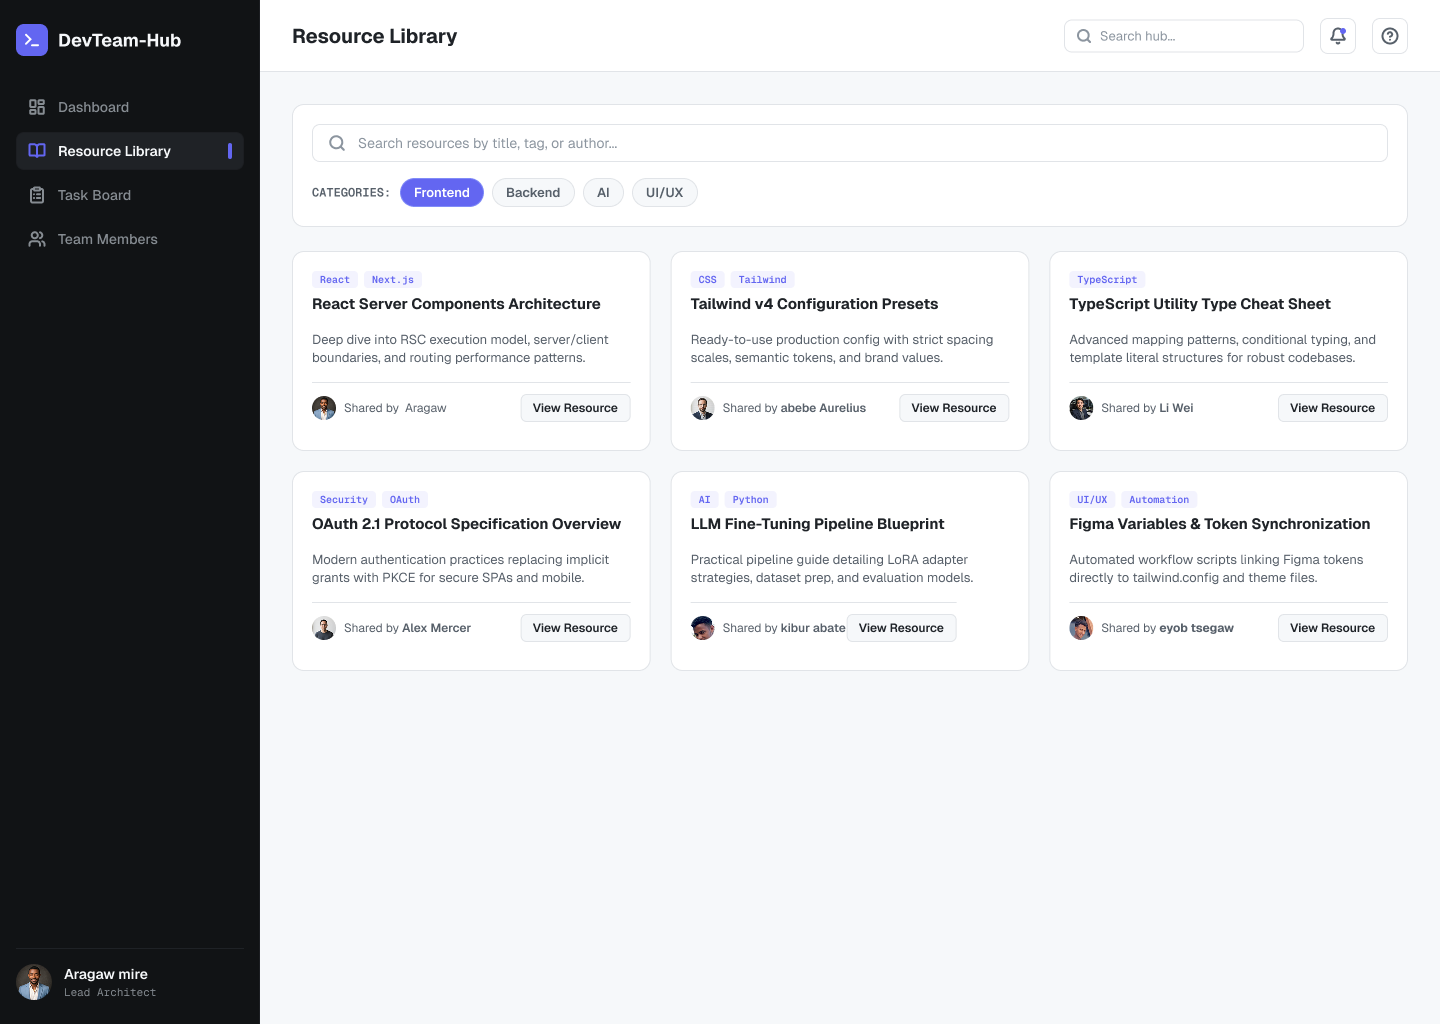 DevTeam-Hub
Dashboard
Resource Library
Task Board
Team Members
Aragaw mire
Lead Architect
Resource Library
Search hub...
Search resources by title, tag, or author...
CATEGORIES: Frontend Backend AI UI/UX
React Next.js
React Server Components Architecture
Deep dive into RSC execution model, server/client
boundaries, and routing performance patterns.
Shared by Aragaw View Resource
CSS Tailwind
Tailwind v4 Configuration Presets
Ready-to-use production config with strict spacing
scales, semantic tokens, and brand values.
Shared by abebe Aurelius View Resource
TypeScript
TypeScript Utility Type Cheat Sheet
Advanced mapping patterns, conditional typing, and
template literal structures for robust codebases.
Shared by Li Wei View Resource
Security OAuth
OAuth 2.1 Protocol Specification Overview
Modern authentication practices replacing implicit
grants with PKCE for secure SPAs and mobile.
Shared by Alex Mercer View Resource
AI Python
LLM Fine-Tuning Pipeline Blueprint
Practical pipeline guide detailing LoRA adapter
strategies, dataset prep, and evaluation models.
Shared by kibur abate View Resource
UI/UX Automation
Figma Variables & Token Synchronization
Automated workflow scripts linking Figma tokens
directly to tailwind.config and theme files.
Shared by eyob tsegaw View Resource